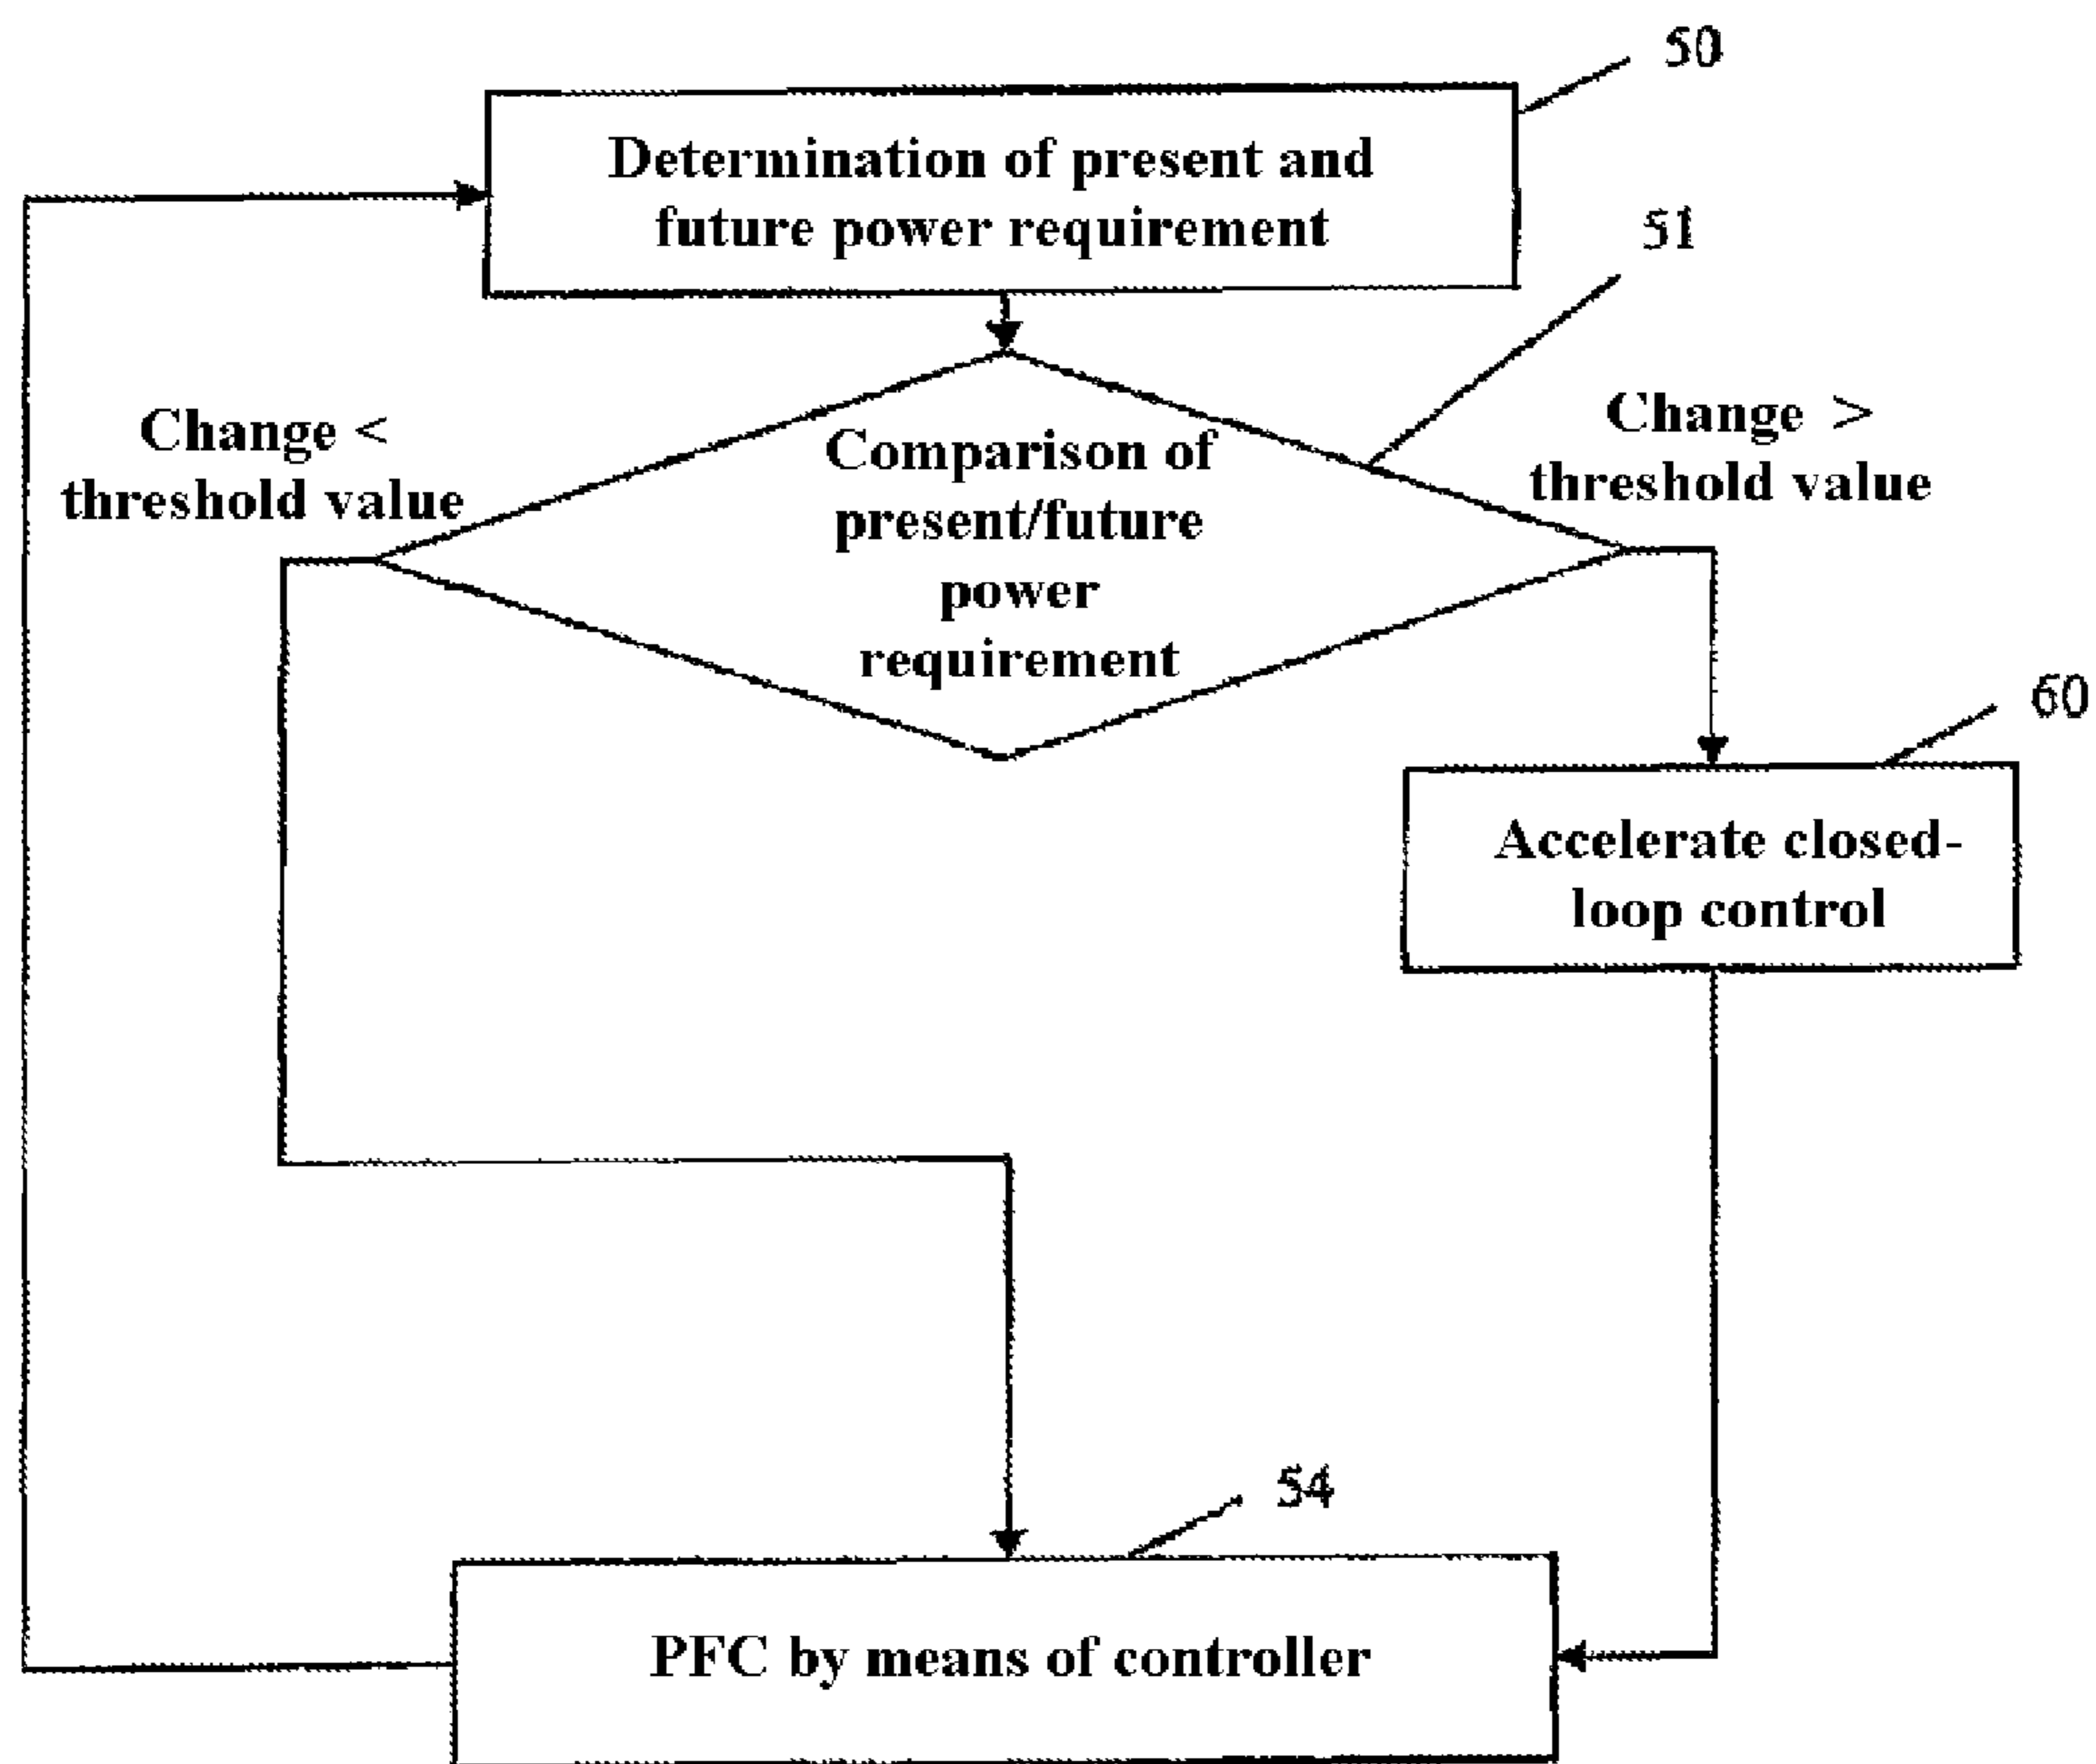 50
Determination of present and
future power requirement
51
Change <
threshold value
Comparison of
present/future
power
requirement
Change >
threshold value
60
Accelerate closed-
loop control
54
PFC by means of controller